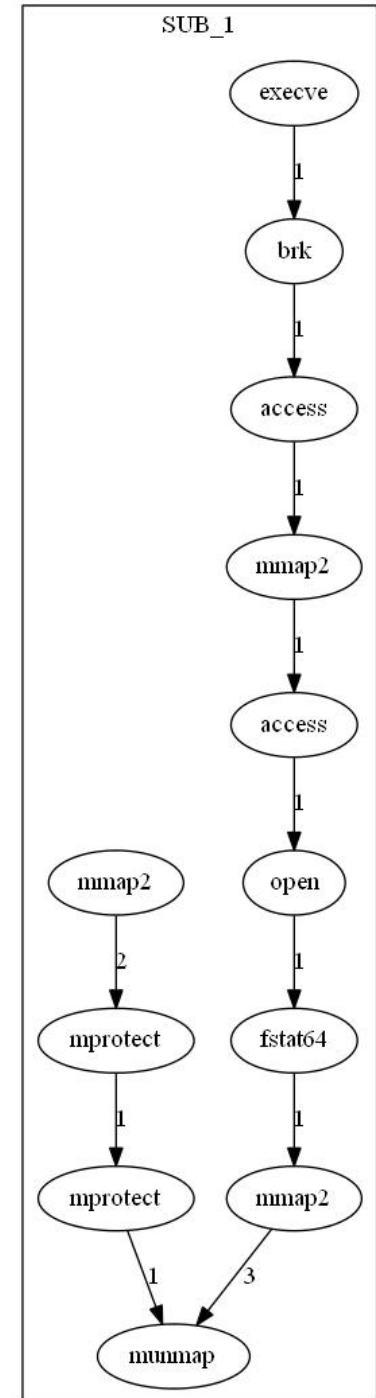 SUB_1
execve
1
brk
1
access
1
mmap2
1
access
1
mmap2 open
2 1
mprotect fstat64
1 1
mprotect mmap2
1 3
munmap